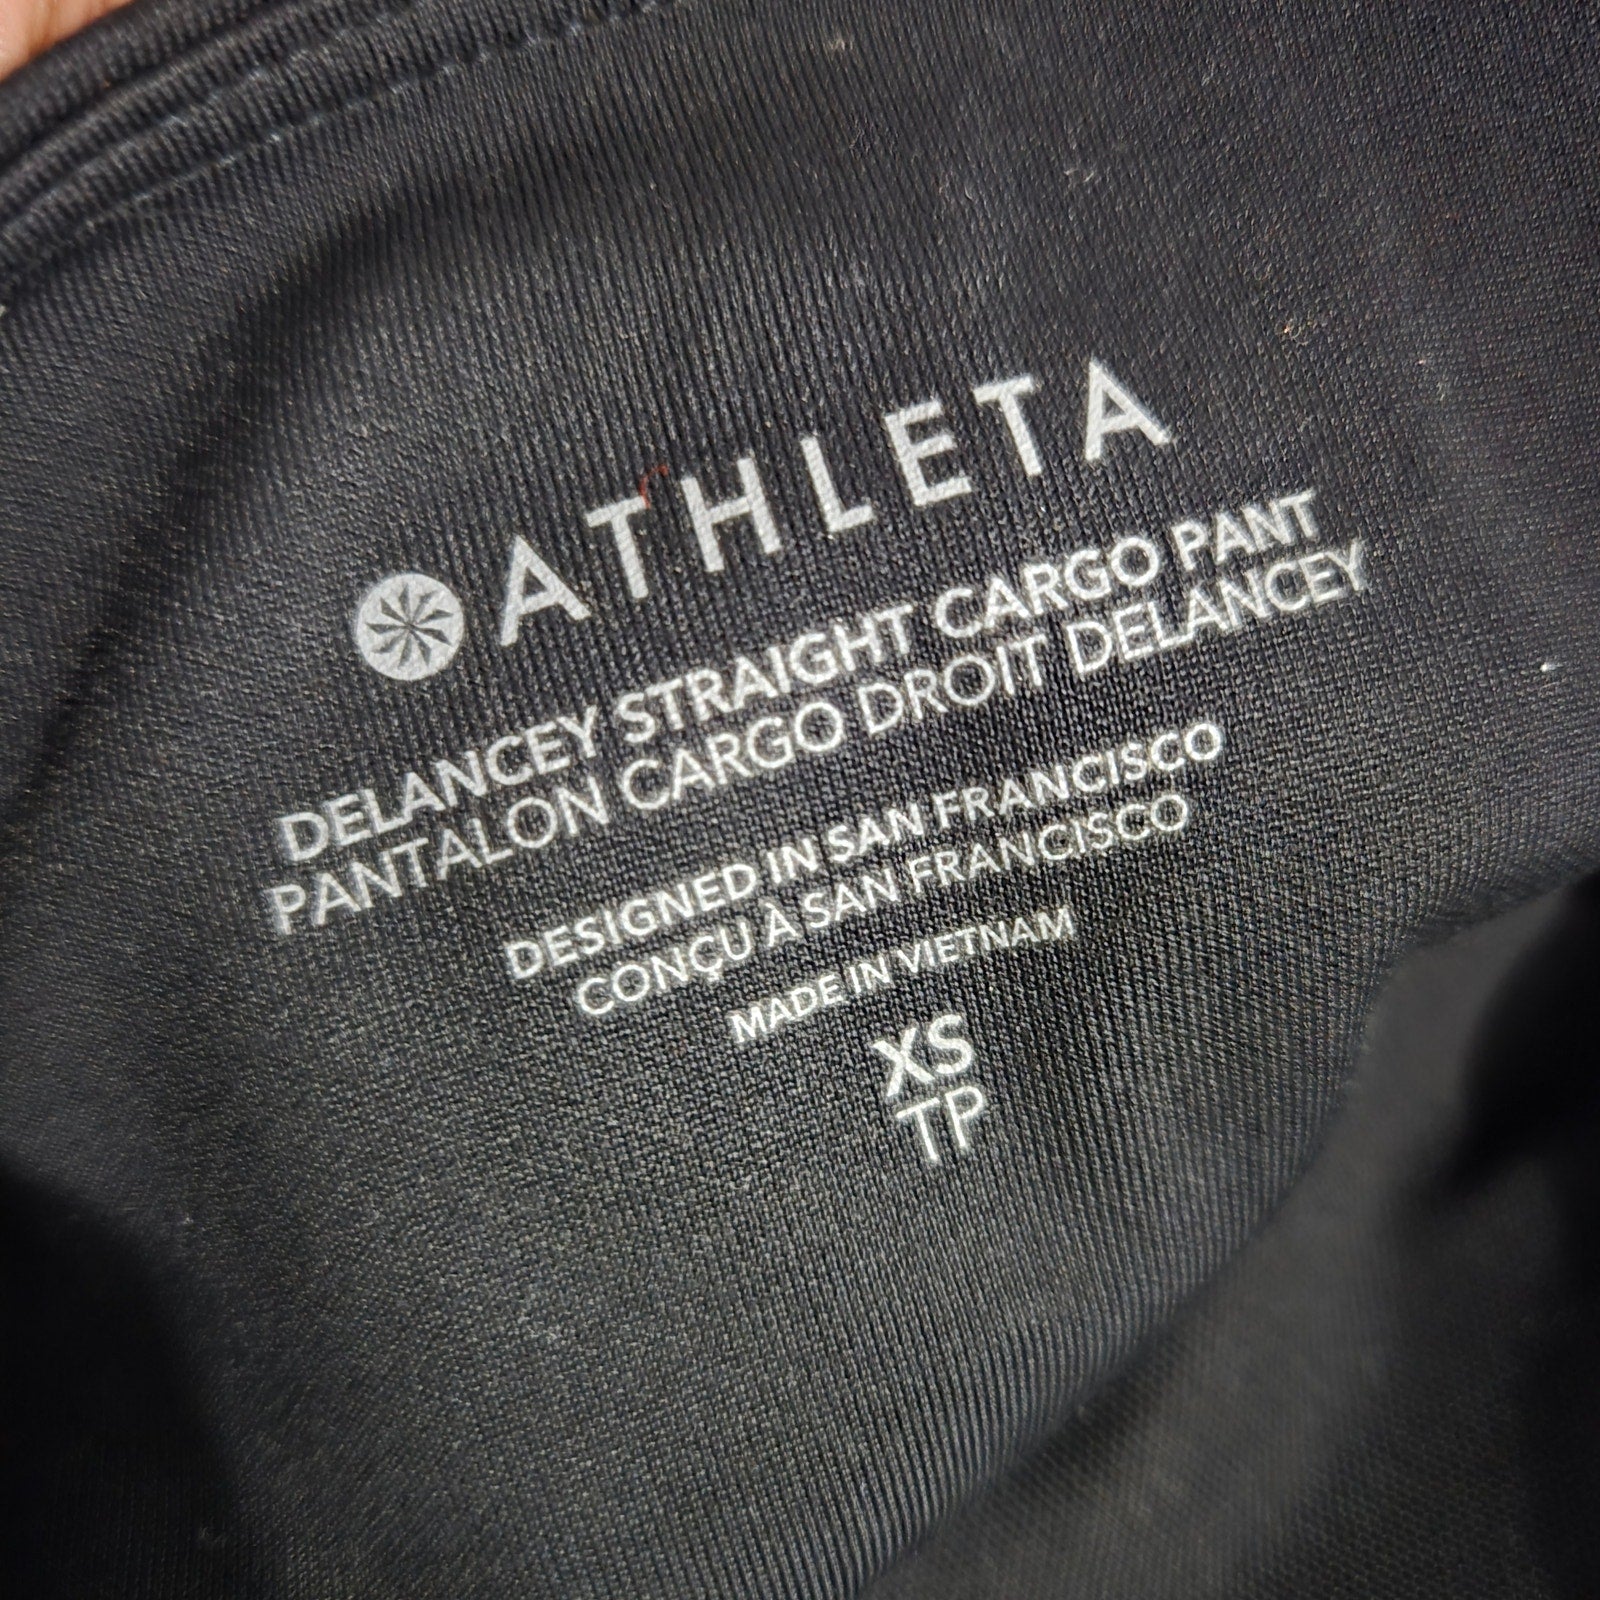 ATHLETA
DELANCEY STRAIGHT CARGO PANT
PANTALON CARGO DROIT DELANCEY
DESIGNED IN SAN FRANCISCO
CONÇU À SAN FRANCISCO
MADE IN VIETNAM
XS
TP